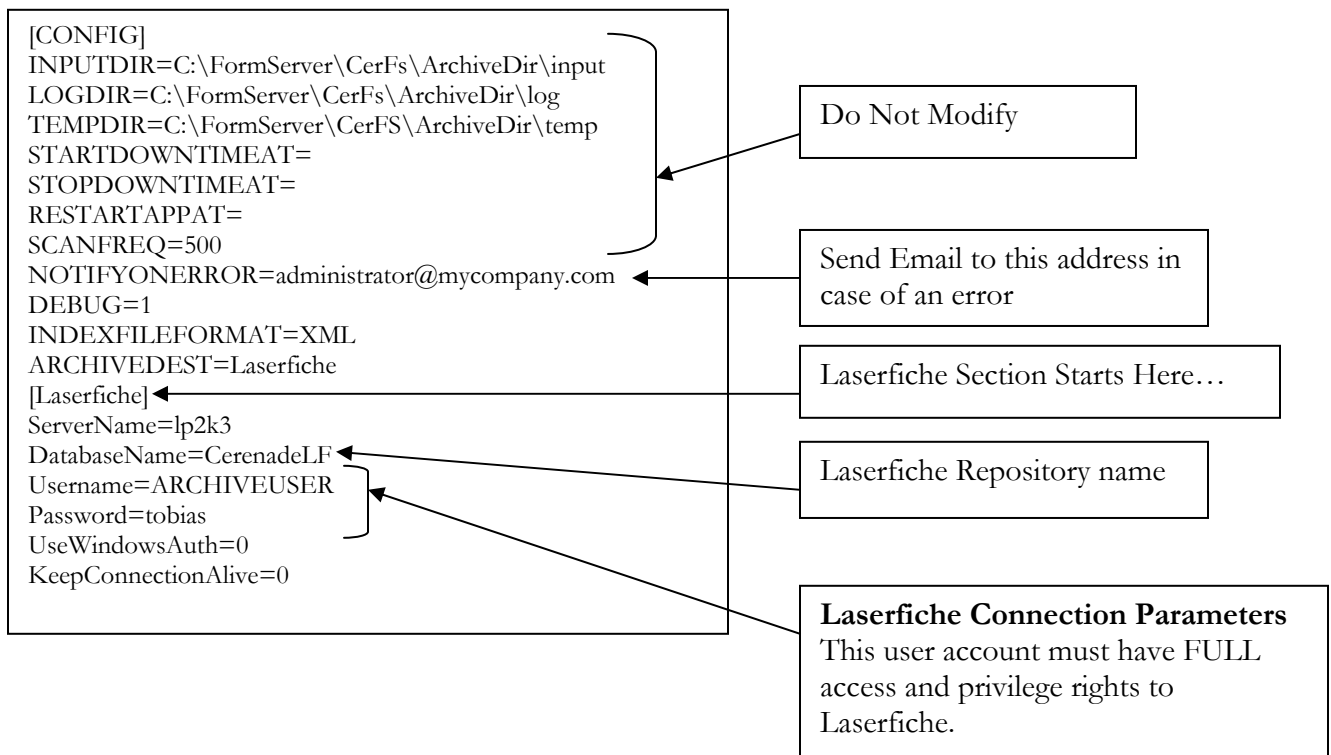 [CONFIG]
INPUTDIR=C:\FormServer\CerFs\ArchiveDir\input
LOGDIR=C:\FormServer\CerFs\ArchiveDir\log
TEMPDIR=C:\FormServer\CerFS\ArchiveDir\temp
STARTDOWNTIMEAT=
STOPDOWNTIMEAT=
RESTARTAPPAT=
SCANFREQ=500
NOTIFYONERROR=administrator@mycompany.com
DEBUG=1
INDEXFILEFORMAT=XML
ARCHIVEDEST=Laserfiche
[Laserfiche]
ServerName=lp2k3
DatabaseName=CerenadeLF
Username=ARCHIVEUSER
Password=tobias
UseWindowsAuth=0
KeepConnectionAlive=0
Do Not Modify
Send Email to this address in
case of an error
Laserfiche Section Starts Here…
Laserfiche Repository name
Laserfiche Connection Parameters
This user account must have FULL
access and privilege rights to
Laserfiche.